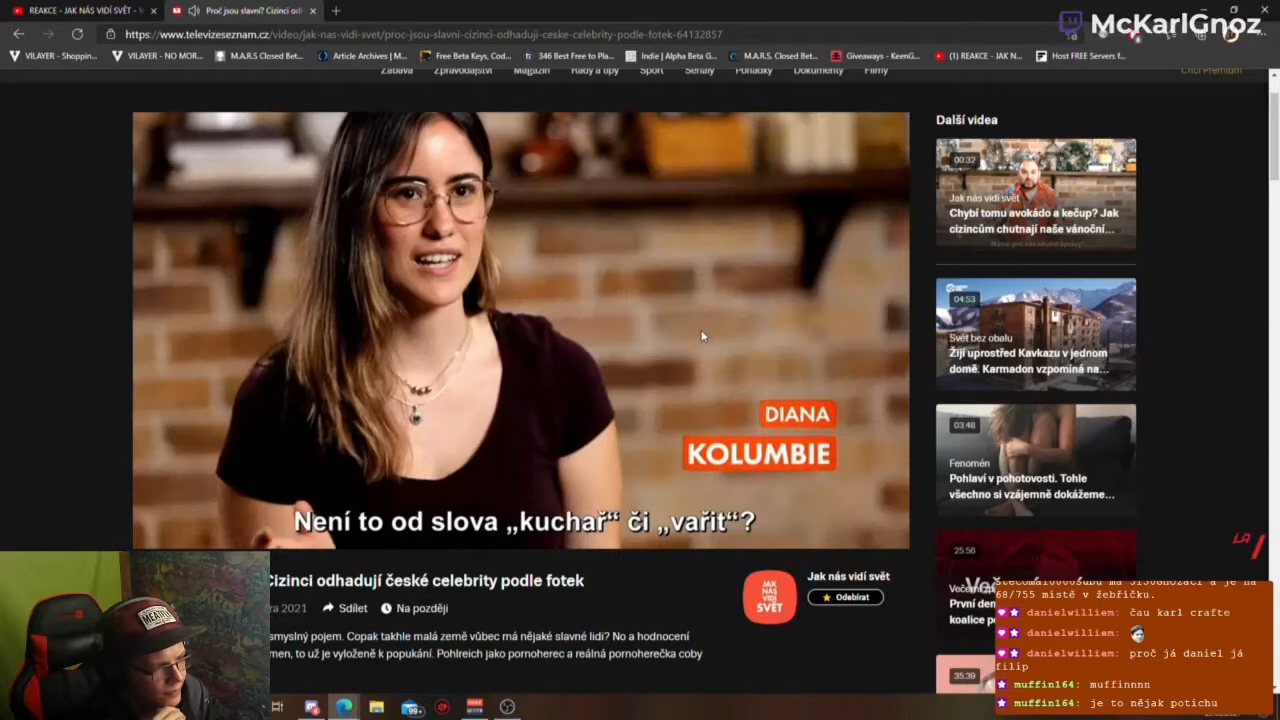 REAKCE - JAK NÁS VIDÍ SVĚT -
Proč jsou slavní? Cizinci od
McKarlGnoz
https://www.televizeseznam.cz/video/jak-nas-vidi-svet/proc-jsou-slavni-cizinci-odhaduji-ceske-celebrity-podle-fotek-64132857
VILAYER - Shoppin...
VILAYER - NO MOR...
M.A.R.S Closed Bet...
Article Archives | M...
Free Beta Keys, Cod...
346 Best Free to Pla...
Indie | Alpha Beta G...
M.A.R.S. Closed Bet...
Giveaways - KeenG...
REAKCE - JAK N...
Host FREE Servers f...
Zábava Zpravodajství Magazín Rady a tipy Sport Seriály Pohádky Dokumenty Filmy
Chci Premium
DIANA
KOLUMBIE
Není to od slova „kuchař“ či „vařit“?
Další videa
00:32
Jak nás vidí svět
Chybí tomu avokádo a kečup? Jak
cizincům chutnají naše vánoční...
04:53
Svět bez obalu
Žijí uprostřed Kavkazu v jednom
domě. Karmadon vzpomíná na...
03:48
Fenomén
Pohlaví v pohotovosti. Tohle
všechno si vzájemně dokážeme...
25:56
První den
koalice po
35:39
Cizinci odhadují české celebrity podle fotek
ra 2021
Sdílet
Na později
JAK
NÁS
VIDÍ
SVĚT
Jak nás vidí svět
Odebírat
smyslný pojem. Copak takhle malá země vůbec má nějaké slavné lidi? No a hodnocení
men, to už je vyloženě k popukání. Pohlreich jako pornoherec a reálná pornoherečka coby
68/755 místě v žebříčku.
danielwilliem: čau karl crafte
danielwilliem:
danielwilliem: proč já daniel já
filip
muffin164: muffinnnn
muffin164: je to nějak potichu
99+